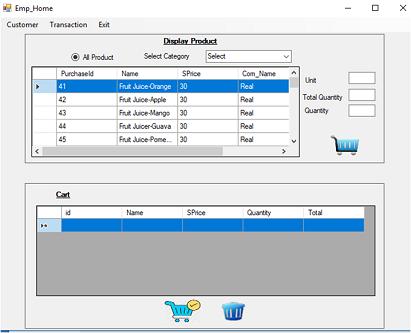 Emp_Home
Customer Transaction Exit
Display Product
All Product Select Category Select
PurchaseId Name SPrice Com_Name
41 Fruit Juice-Orange 30 Real
42 Fruit Juice-Apple 30 Real
43 Fruit Juice-Mango 30 Real
44 Fruit Juicer-Guava 30 Real
45 Fruit Juice-Pome... 30 Real
Unit
Total Quantity
Quantity
Cart
id Name SPrice Quantity Total